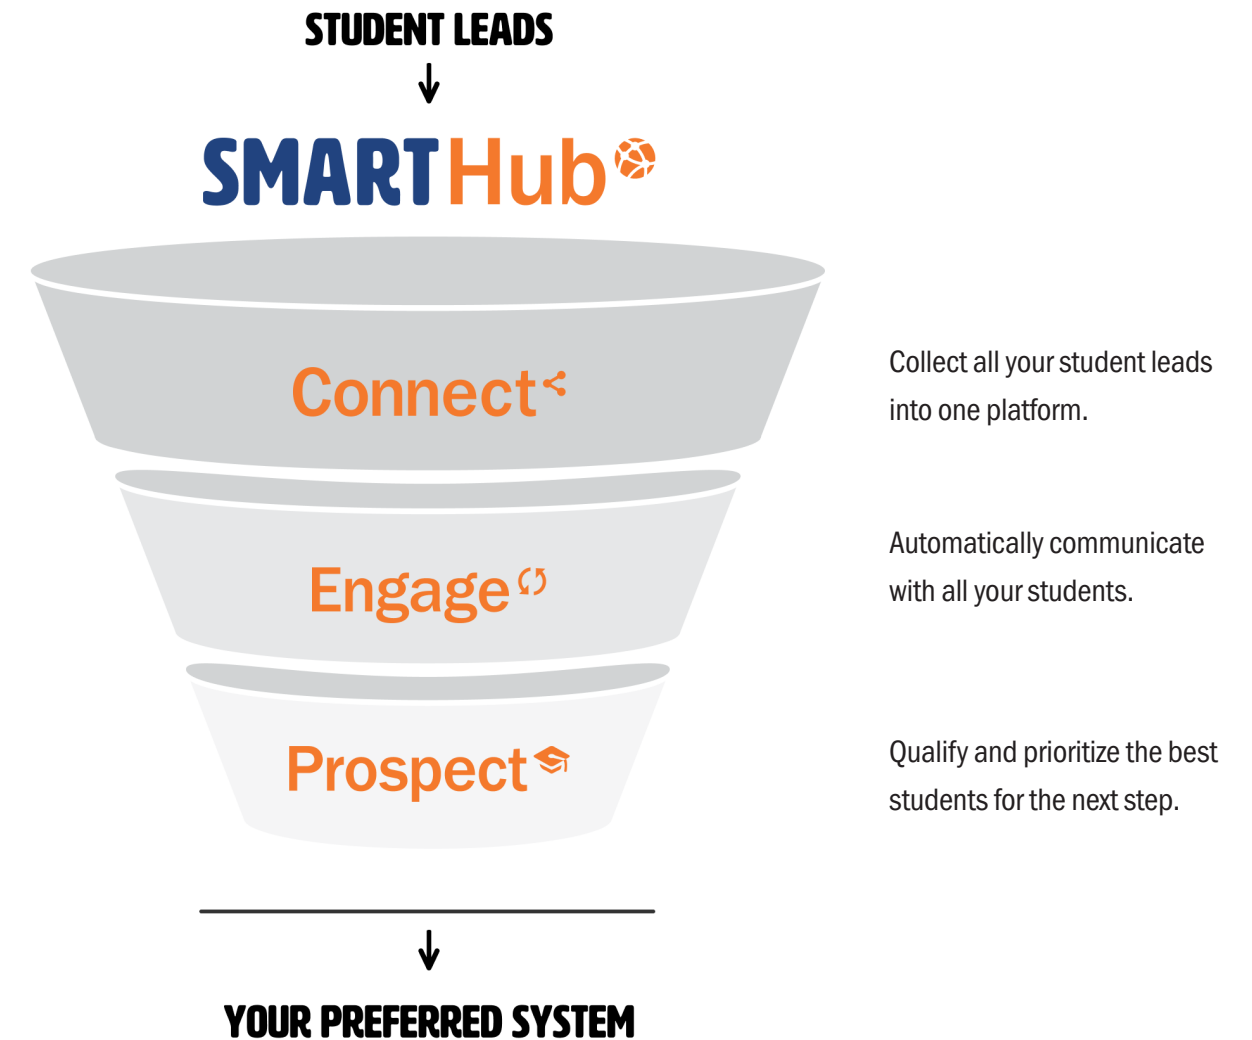 STUDENT LEADS
SMARTHub
Connect
Collect all your student leads
into one platform.
Engage
Automatically communicate
with all your students.
Prospect
Qualify and prioritize the best
students for the next step.
YOUR PREFERRED SYSTEM